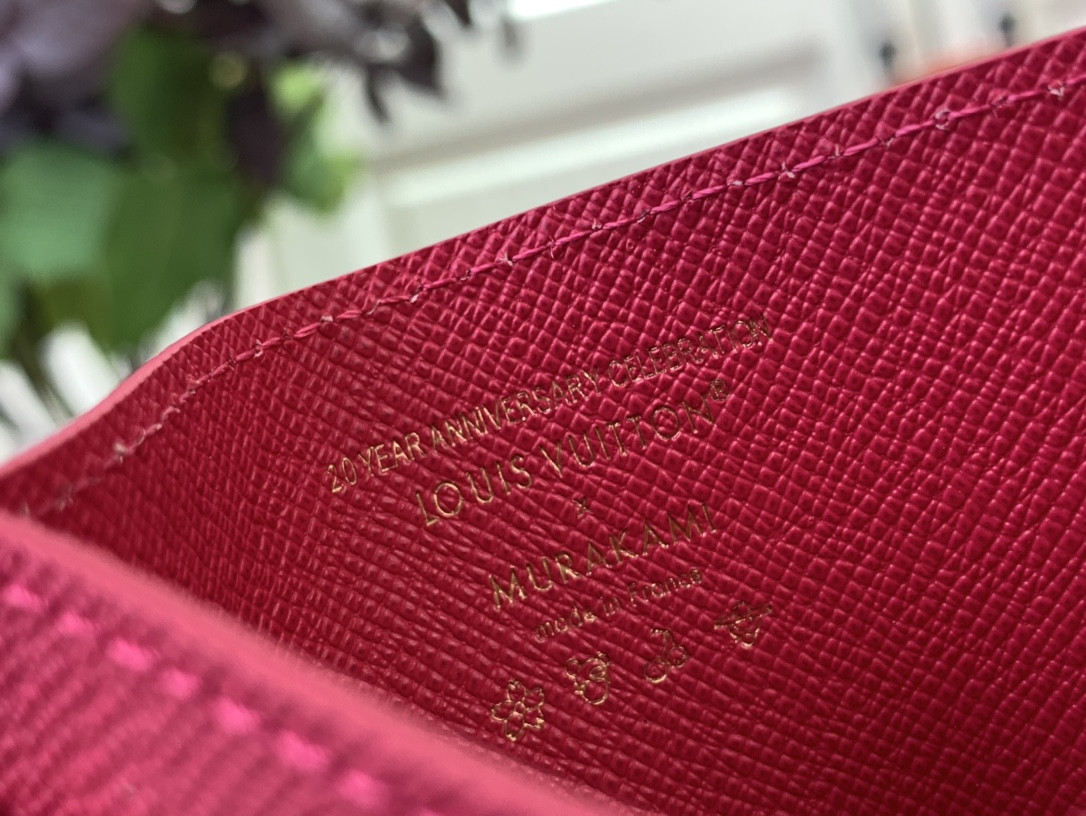 20 YEAR ANNIVERSARY CELEBRATION
LOUIS VUITTON®
x
MURAKAMI
made in France